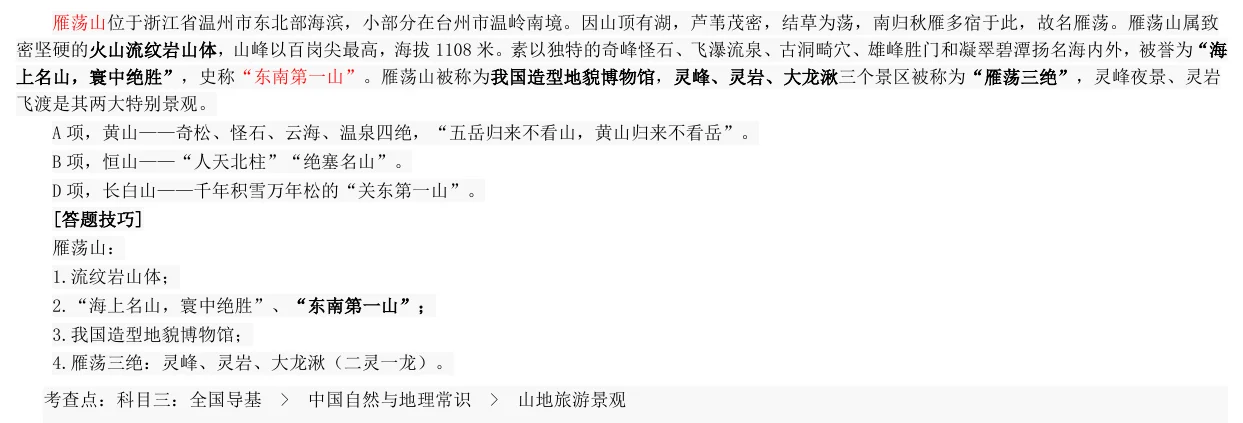 雁荡山位于浙江省温州市东北部海滨，小部分在台州市温岭南境。因山顶有湖，芦苇茂密，结草为荡，南归秋雁多宿于此，故名雁荡。雁荡山属致
密坚硬的火山流纹岩山体，山峰以百岗尖最高，海拔 1108 米。素以独特的奇峰怪石、飞瀑流泉、古洞畸穴、雄峰胜门和凝翠碧潭扬名海内外，被誉为“海
上名山，寰中绝胜”，史称“东南第一山”。雁荡山被称为我国造型地貌博物馆，灵峰、灵岩、大龙湫三个景区被称为“雁荡三绝”，灵峰夜景、灵岩
飞渡是其两大特别景观。
A 项，黄山——奇松、怪石、云海、温泉四绝，“五岳归来不看山，黄山归来不看岳”。
B 项，恒山——“人天北柱”“绝塞名山”。
D 项，长白山——千年积雪万年松的“关东第一山”。
[答题技巧]
雁荡山：
1.流纹岩山体；
2.“海上名山，寰中绝胜”、“东南第一山”；
3.我国造型地貌博物馆；
4.雁荡三绝：灵峰、灵岩、大龙湫（二灵一龙）。
考查点：科目三：全国导基 > 中国自然与地理常识 > 山地旅游景观